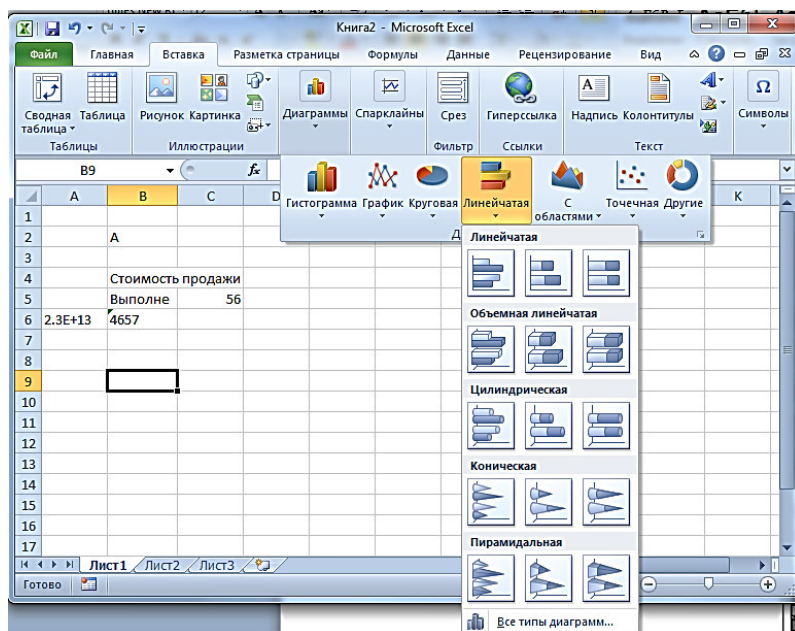 Книга2 - Microsoft Excel
Файл Главная Вставка Разметка страницы Формулы Данные Рецензирование Вид
Сводная таблица Таблица Рисунок Картинка Диаграммы Спарклайны Срез Гиперссылка Надпись Колонтитулы Символы
Таблицы Иллюстрации Фильтр Ссылки Текст
B9 fx
Гистограмма График Круговая Линейчатая С областями Точечная Другие
A B C D K
Линейчатая
1
2 A
3
4 Стоимость продажи
5 Выполне 56
6 2.3E+13 4657
7
8
9
10
11
12
13
14
15
16
17
Объемная линейчатая
Цилиндрическая
Коническая
Пирамидальная
Все типы диаграмм...
Лист1 Лист2 Лист3
Готово